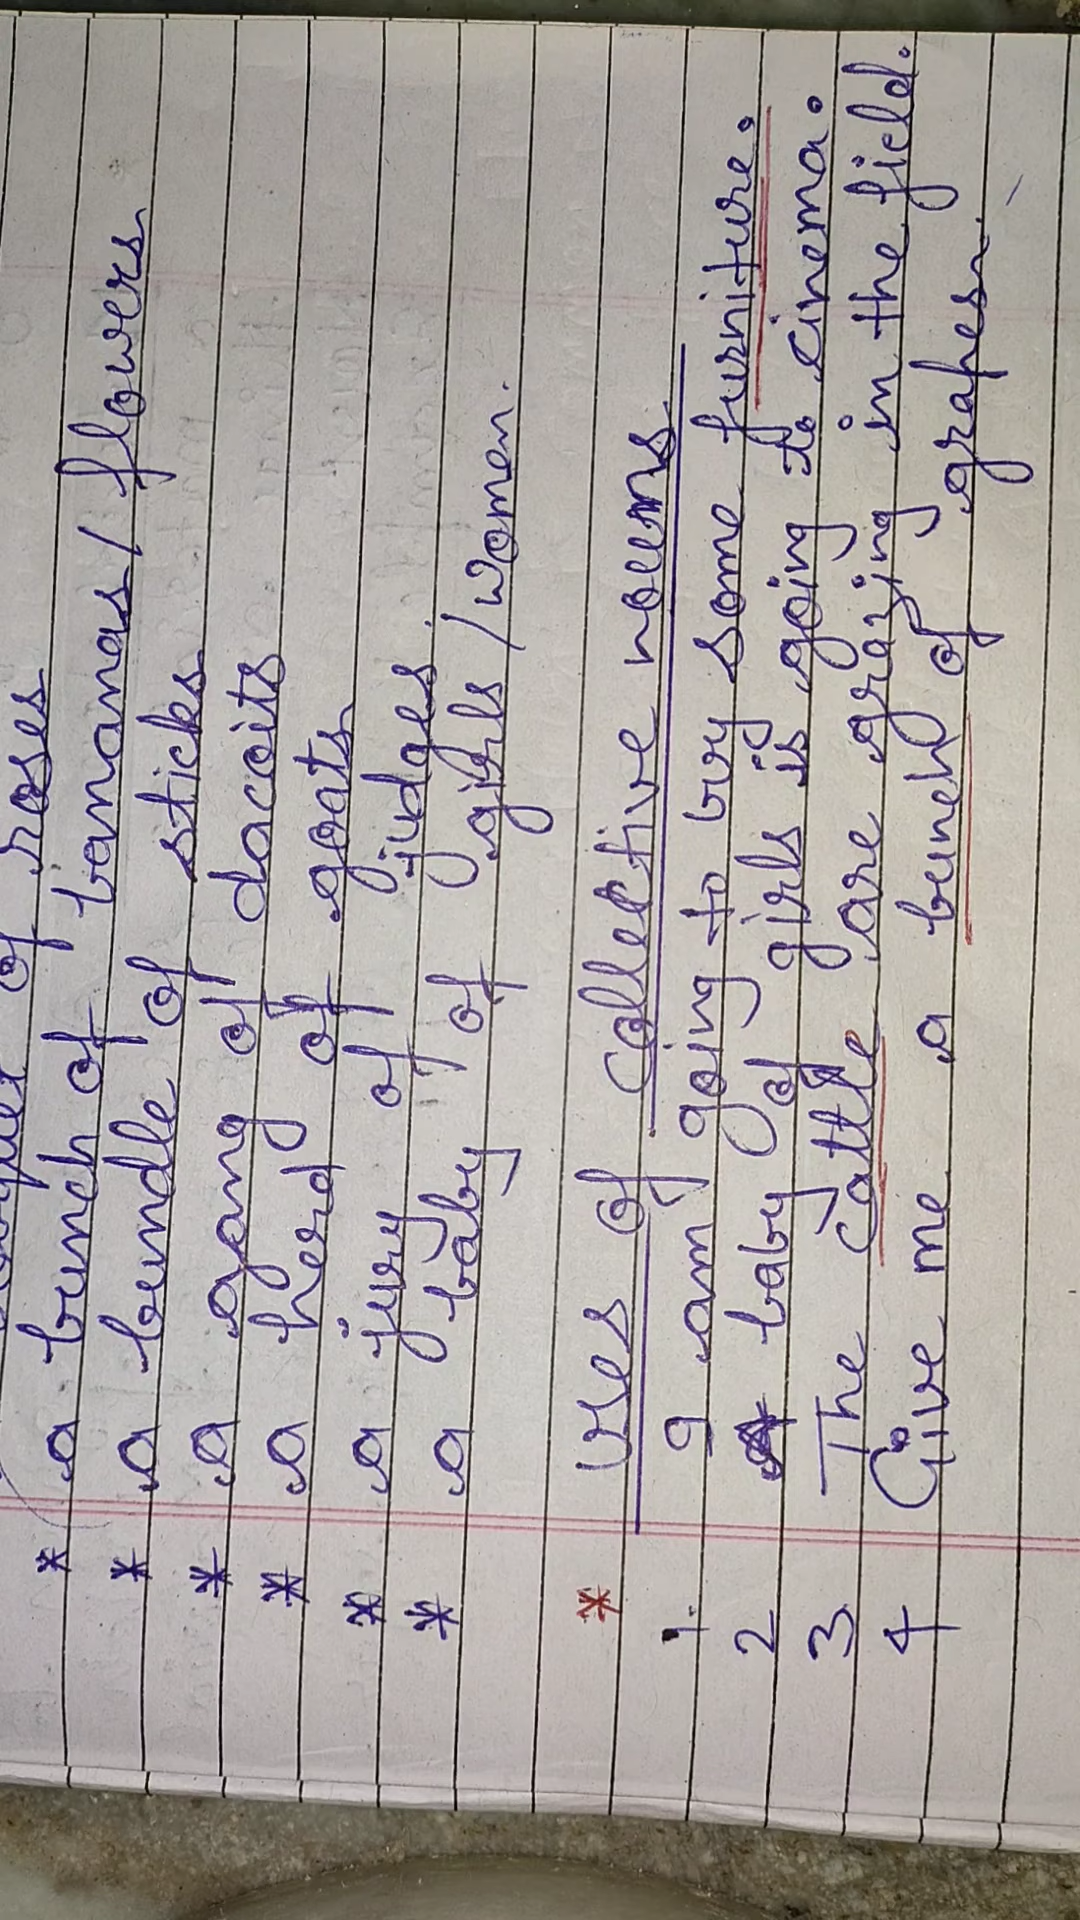 of roses
* a bunch of bananas / flowers
* a bundle of sticks
* a gang of dacoits
* a herd of goats
* a jury of judges
* a baby of girls / women.
* Uses of collective nouns
1. I am going to buy some furniture.
2 A baby of girls is going to cinema.
3 The cattle are grazing in the field.
4 Give me a bunch of grapes.